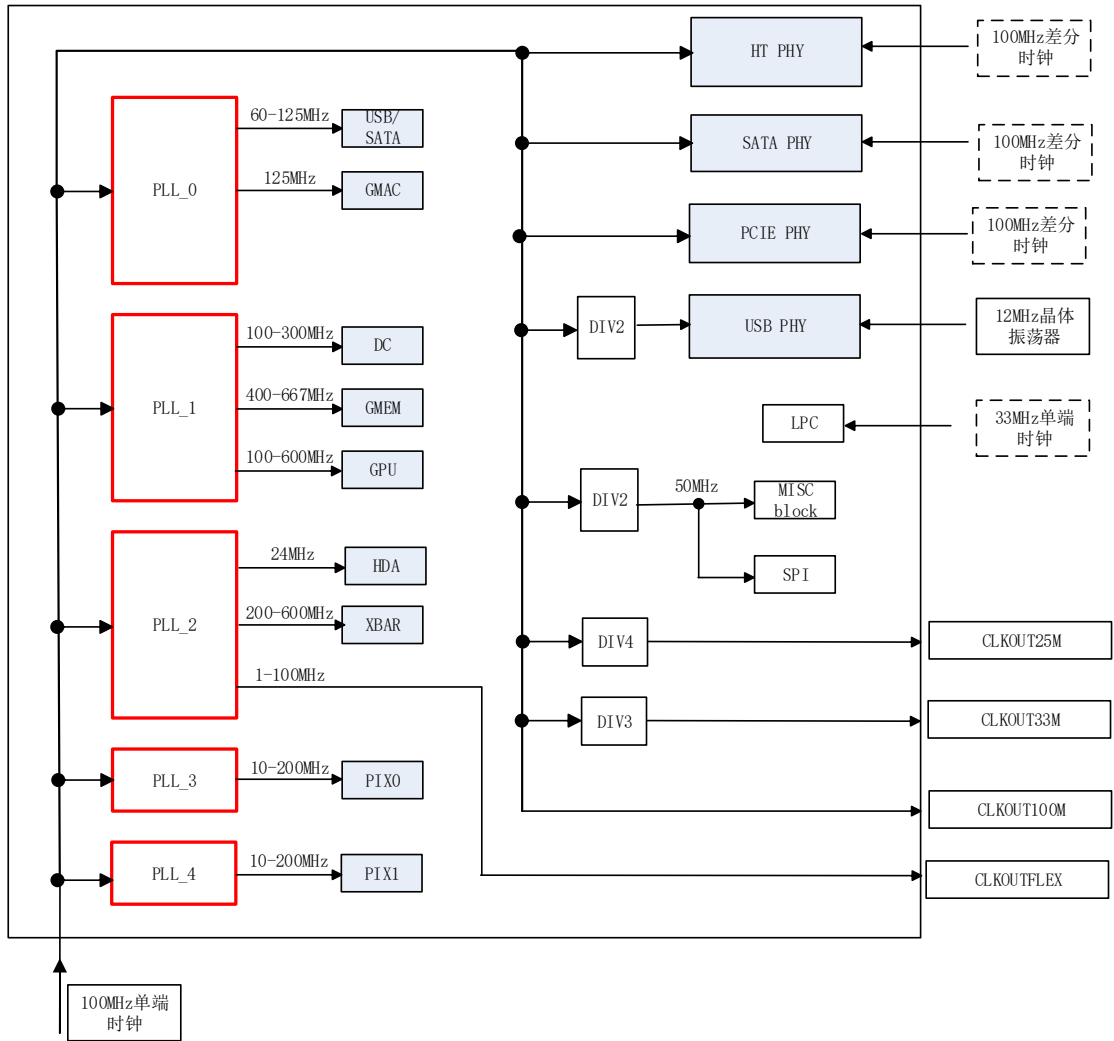 HT PHY
100MHz差分
时钟
60-125MHz
USB/
SATA
PLL_0
125MHz
GMAC
SATA PHY
100MHz差分
时钟
PCIE PHY
100MHz差分
时钟
DIV2
USB PHY
12MHz晶体
振荡器
100-300MHz
DC
PLL_1
400-667MHz
GMEM
100-600MHz
GPU
LPC
33MHz单端
时钟
DIV2
50MHz
MISC
block
SPI
24MHz
HDA
PLL_2
200-600MHz
XBAR
1-100MHz
DIV4
CLKOUT25M
DIV3
CLKOUT33M
PLL_3
10-200MHz
PIX0
CLKOUT100M
PLL_4
10-200MHz
PIX1
CLKOUTFLEX
100MHz单端
时钟